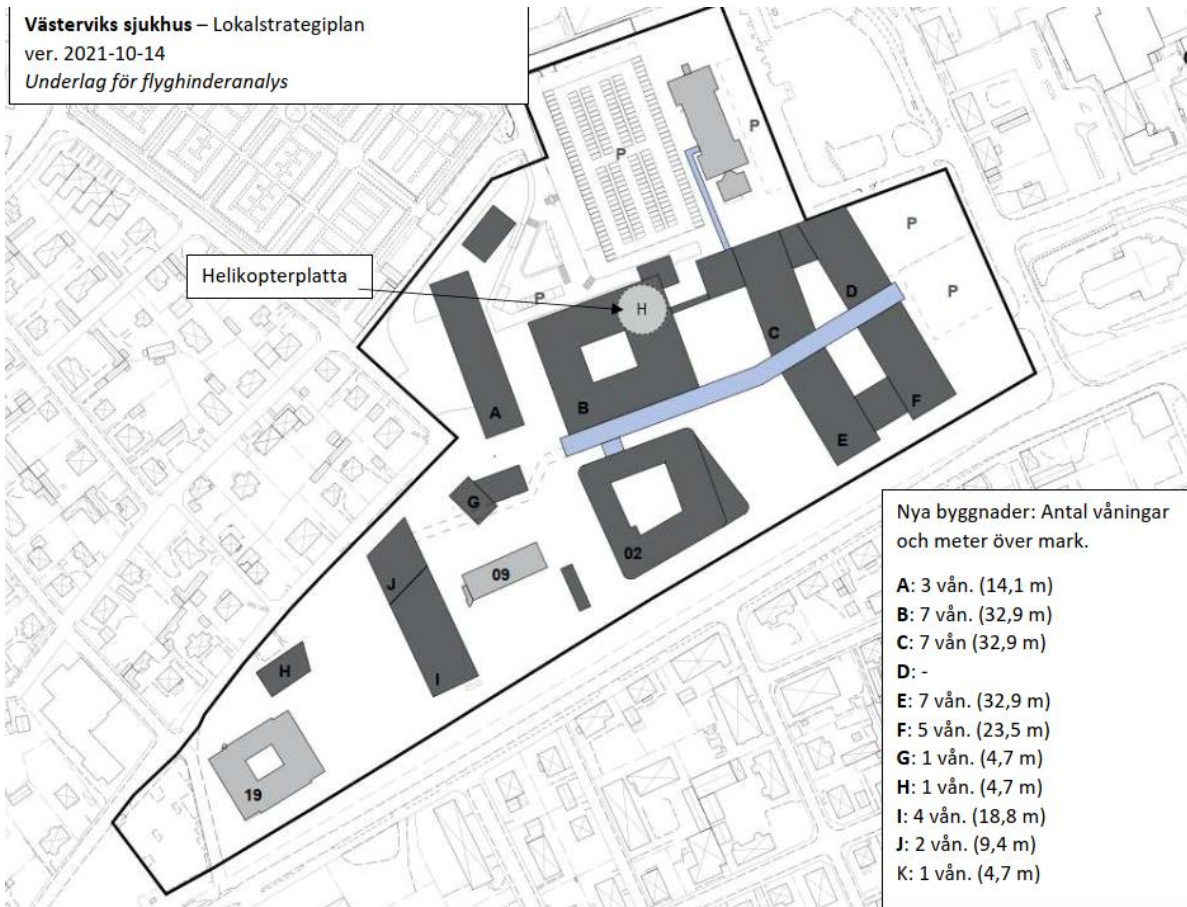 Västerviks sjukhus – Lokalstrategiplan
ver. 2021-10-14
Underlag för flyghinderanalys
P
P
Helikopterplatta
P
H
P
P
D
C
A
B
F
E
G
02
09
J
H
I
19
Nya byggnader: Antal våningar
och meter över mark.
A: 3 vån. (14,1 m)
B: 7 vån. (32,9 m)
C: 7 vån (32,9 m)
D: -
E: 7 vån. (32,9 m)
F: 5 vån. (23,5 m)
G: 1 vån. (4,7 m)
H: 1 vån. (4,7 m)
I: 4 vån. (18,8 m)
J: 2 vån. (9,4 m)
K: 1 vån. (4,7 m)